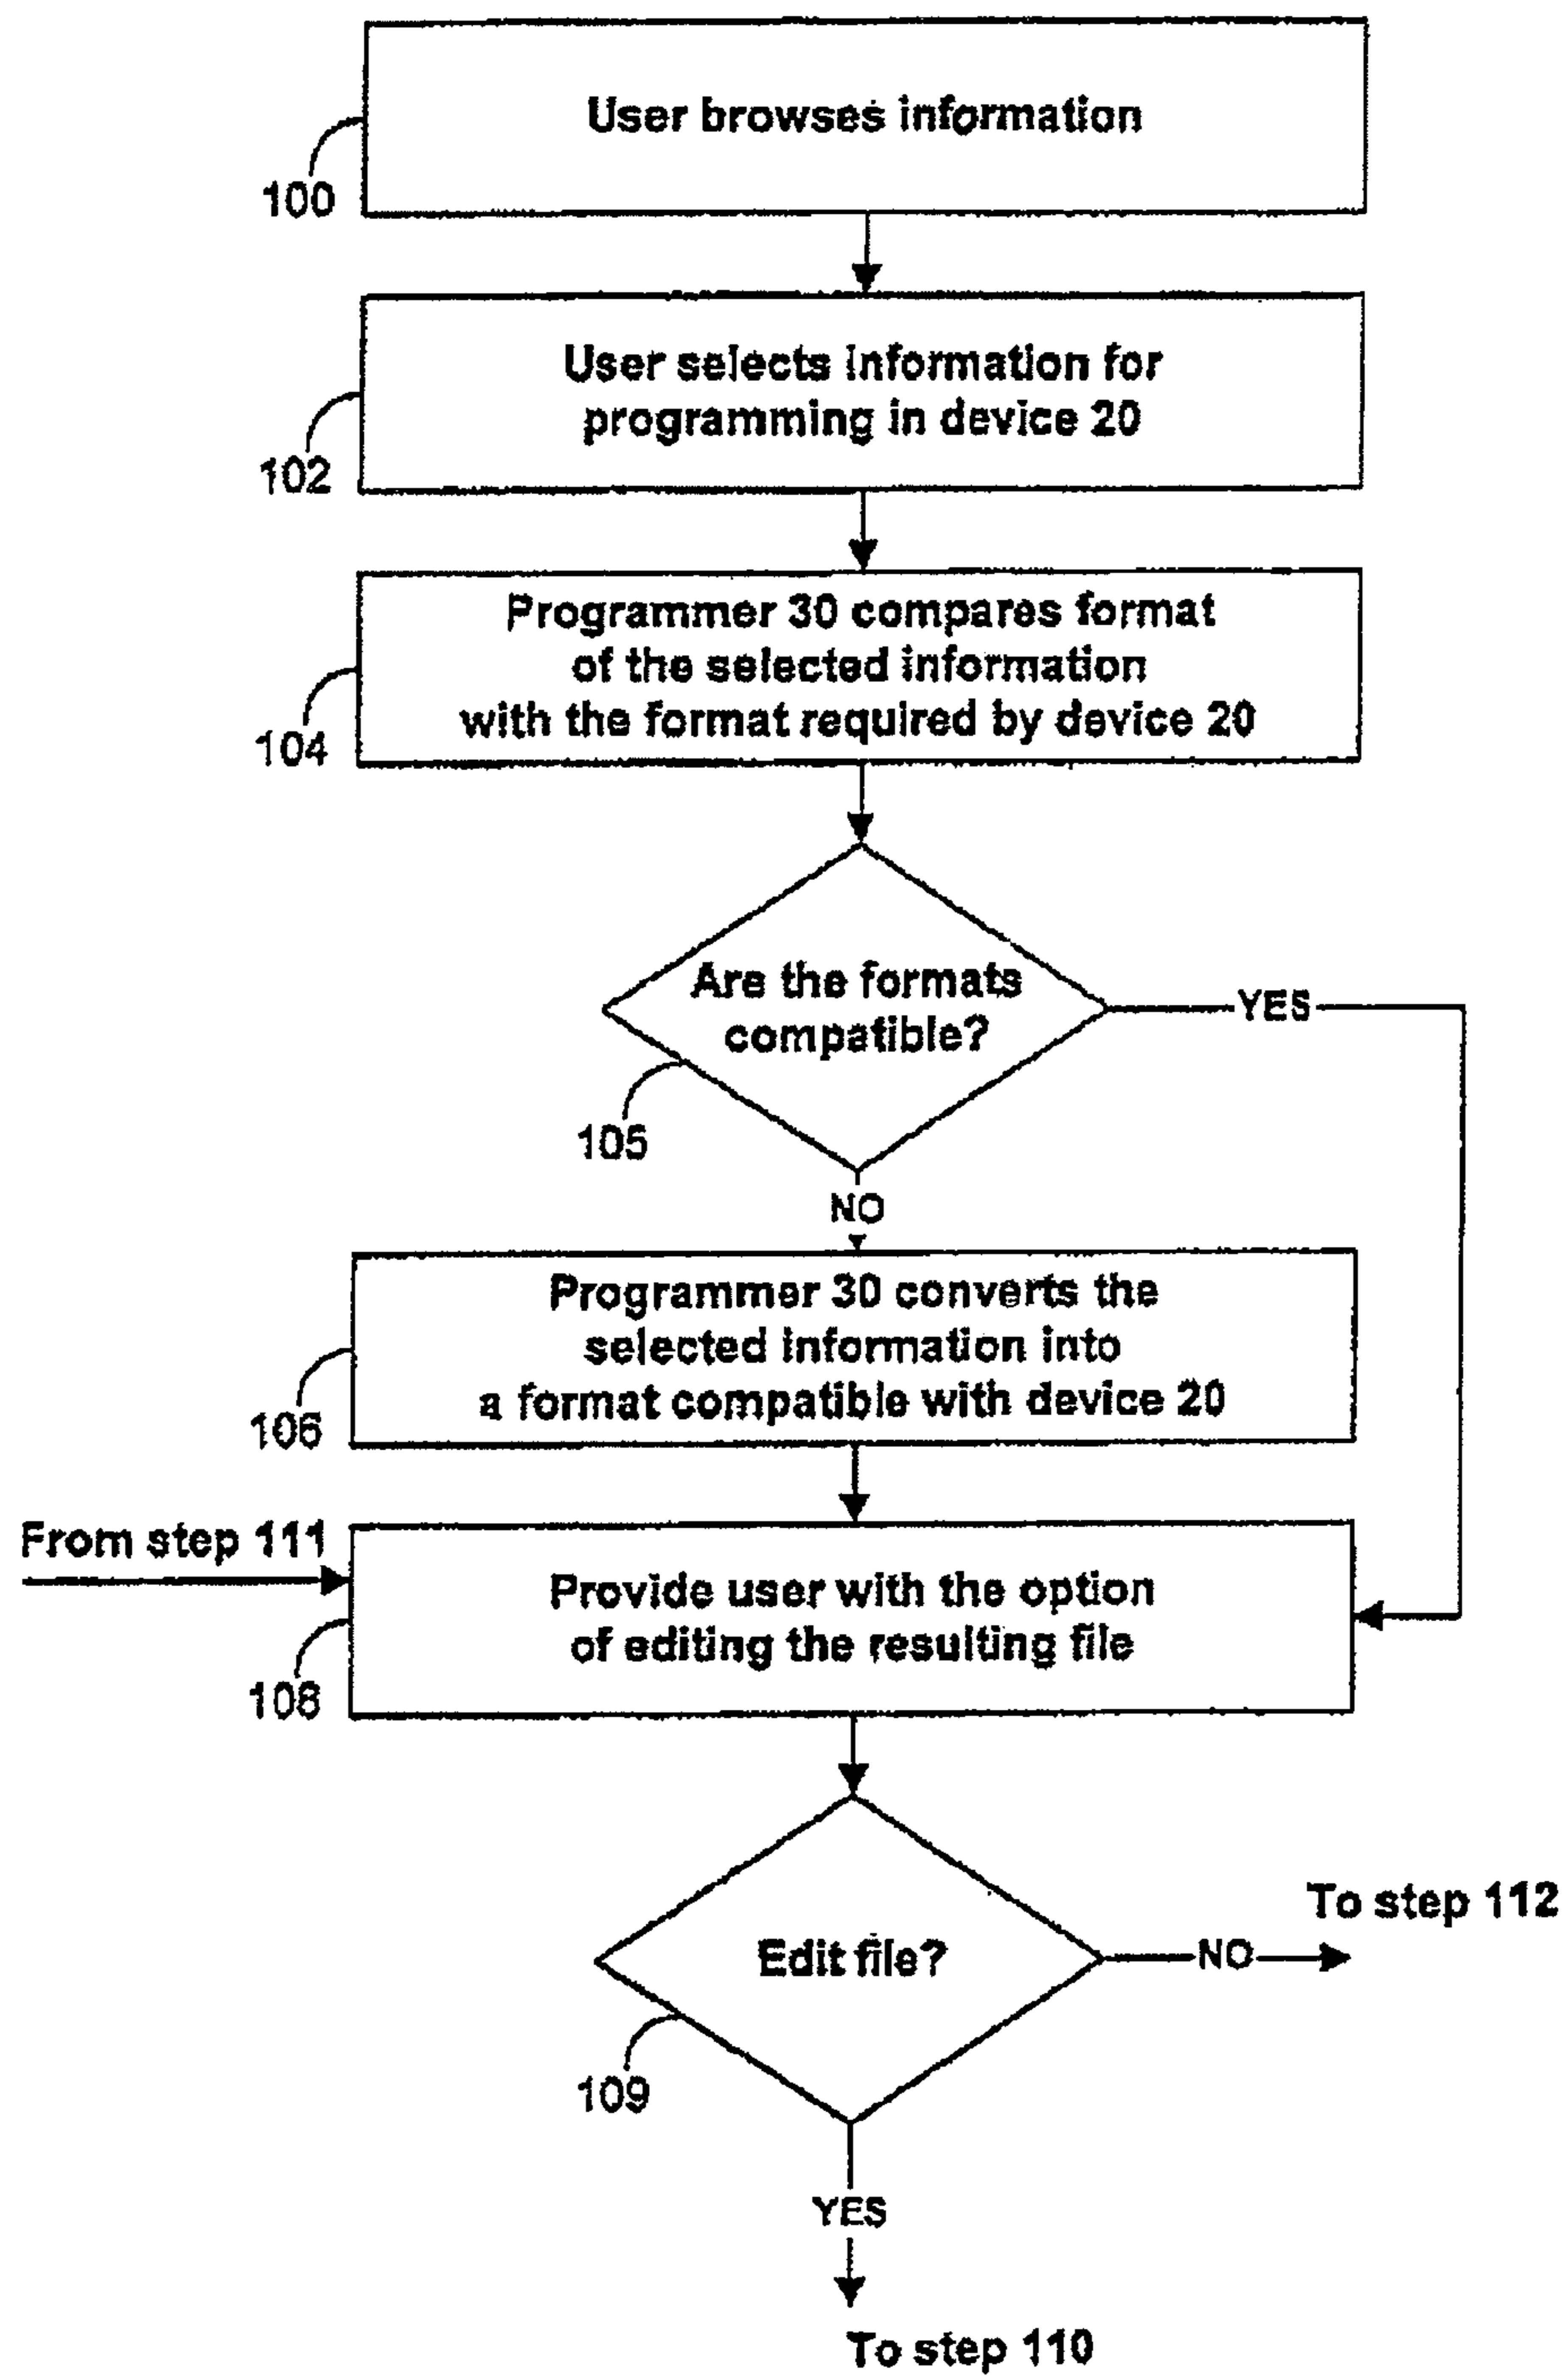 User browses information
100
User selects information for
programming in device 20
102
Programmer 30 compares format
of the selected information
with the format required by device 20
104
Are the formats
compatible?
YES
105
NO
Programmer 30 converts the
selected information into
a format compatible with device 20
106
From step 111
Provide user with the option
of editing the resulting file
108
To step 112
Edit file?
NO
109
YES
To step 110